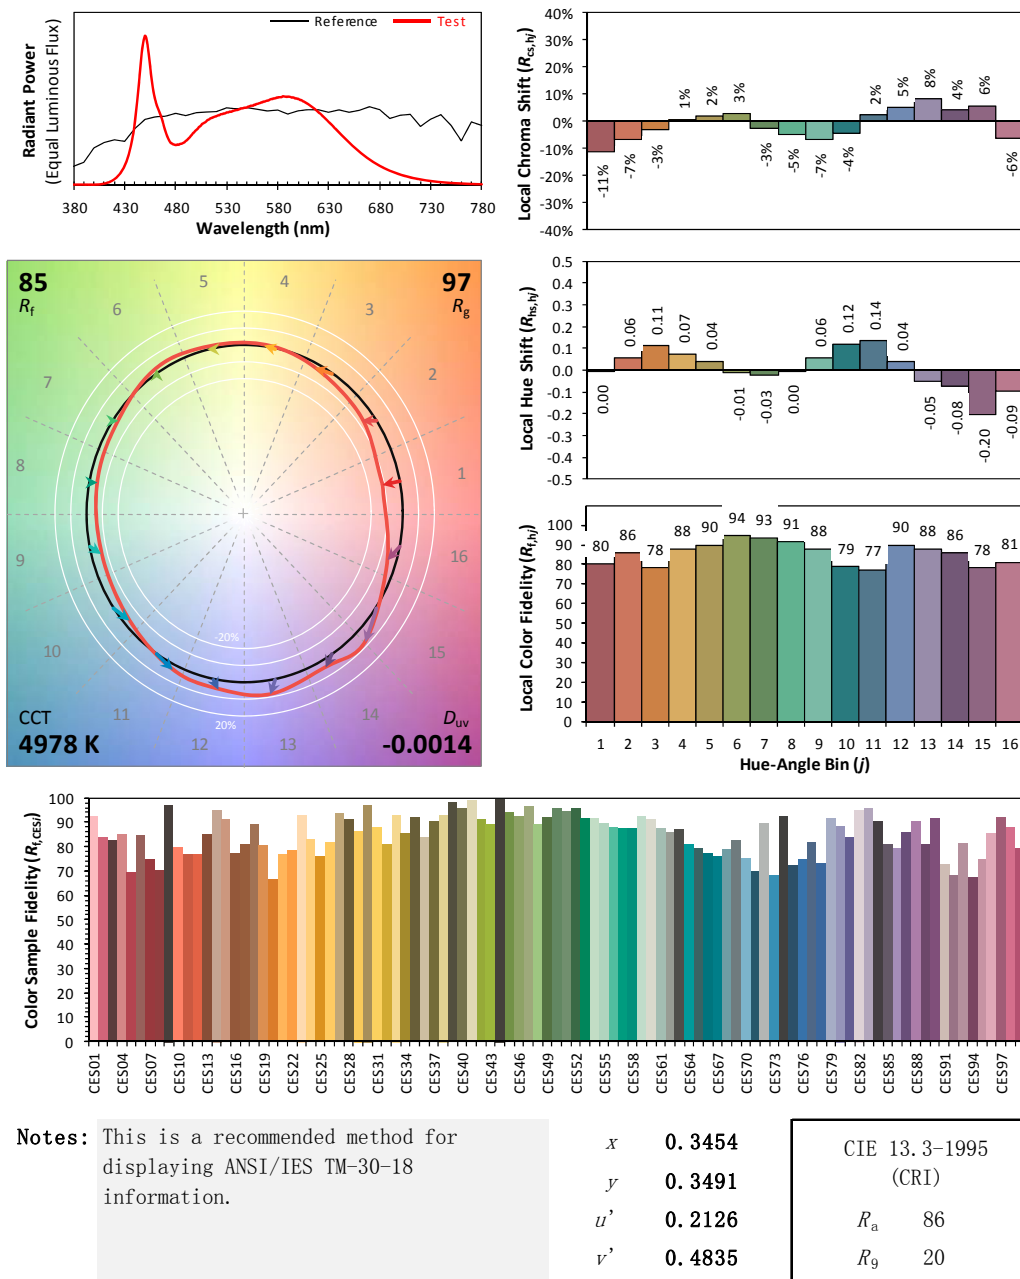 Reference Test
Radiant Power
(Equal Luminous Flux)
380 430 480 530 580 630 680 730 780
Wavelength (nm)
Local Chroma Shift (Rcs,hj)
40%
30%
20%
10%
0%
-10%
-20%
-30%
-40%
-11% -7% -3% 1% 2% 3% -3% -5% -7% -4% 2% 5% 8% 4% 6% -6%
85
Rf
97
Rg
1 2 3 4 5 6 7 8 9 10 11 12 13 14 15 16
-20%
20%
CCT
4978 K
Duv
-0.0014
Local Hue Shift (Rhs,hj)
0.5
0.4
0.3
0.2
0.1
0.0
-0.1
-0.2
-0.3
-0.4
-0.5
0.00 0.06 0.11 0.07 0.04 -0.01 -0.03 0.00 0.06 0.12 0.14 0.04 -0.05 -0.08 -0.20 -0.09
Local Color Fidelity (Rf,hj)
100
90
80
70
60
50
40
30
20
10
0
80 86 78 88 90 94 93 91 88 79 77 90 88 86 78 81
1 2 3 4 5 6 7 8 9 10 11 12 13 14 15 16
Hue-Angle Bin (j)
Color Sample Fidelity (Rf,CESi)
100
90
80
70
60
50
40
30
20
10
0
CES01 CES04 CES07 CES10 CES13 CES16 CES19 CES22 CES25 CES28 CES31 CES34 CES37 CES40 CES43 CES46 CES49 CES52 CES55 CES58 CES61 CES64 CES67 CES70 CES73 CES76 CES79 CES82 CES85 CES88 CES91 CES94 CES97
Notes: This is a recommended method for
displaying ANSI/IES TM-30-18
information.
x 0.3454
y 0.3491
u' 0.2126
v' 0.4835
CIE 13.3-1995
(CRI)
Ra 86
R9 20